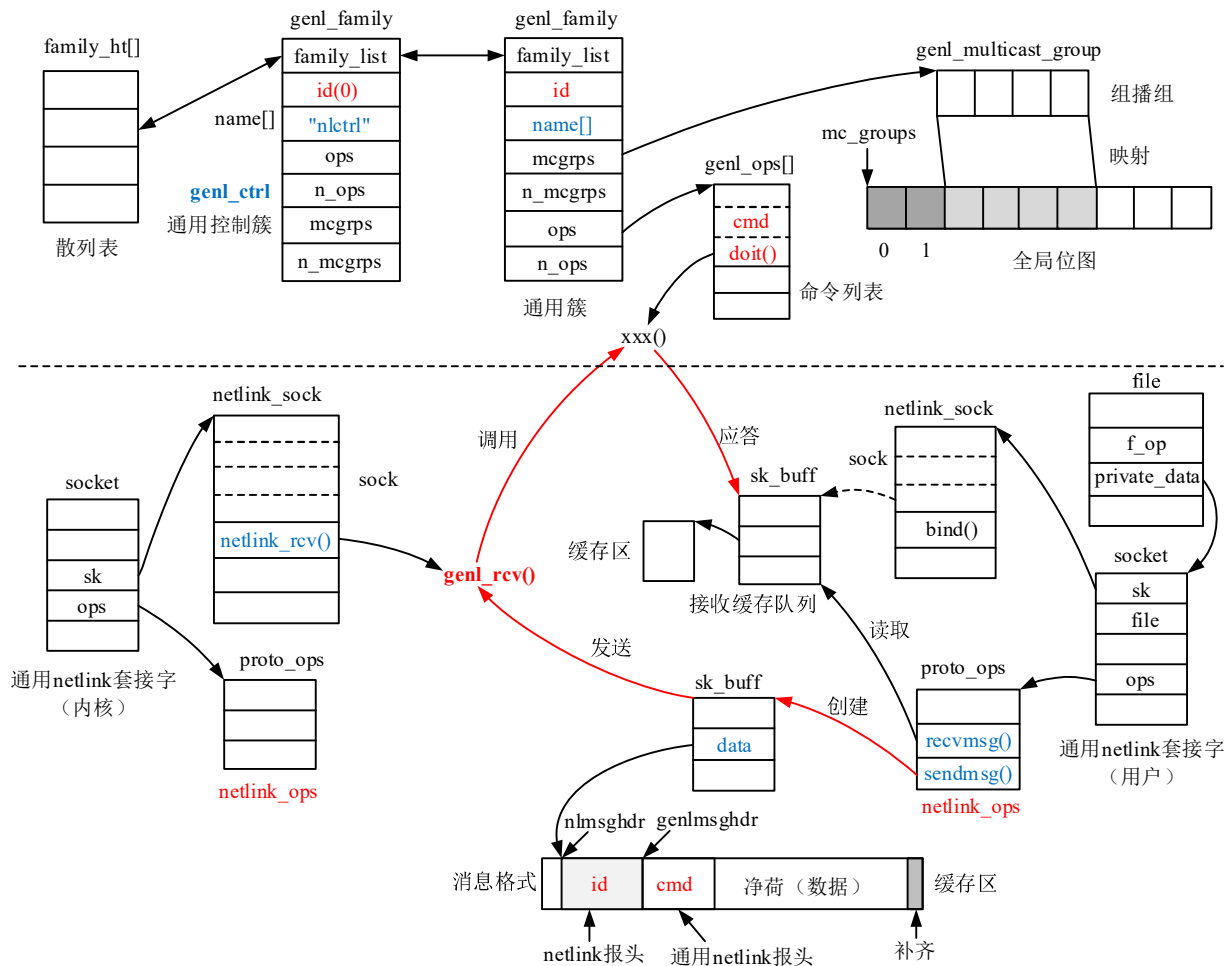 genl_family
genl_family
family_ht[]
family_list
family_list
genl_multicast_group
id(0)
id
组播组
name[]
"nlctrl"
name[]
mc_groups
映射
ops
mcgrps
genl_ops[]
genl_ctrl
n_ops
n_mcgrps
通用控制簇
mcgrps
ops
cmd
散列表
n_mcgrps
n_ops
doit()
0
1
全局位图
通用簇
命令列表
xxx()
file
netlink_sock
netlink_sock
调用
应答
f_op
sock
sock
sk_buff
private_data
socket
netlink_rcv()
bind()
缓存区
socket
sk
genl_rcv()
sk
ops
接收缓存队列
file
发送
读取
proto_ops
proto_ops
通用netlink套接字
（内核）
sk_buff
ops
创建
data
recvmsg()
通用netlink套接字
（用户）
sendmsg()
netlink_ops
netlink_ops
nlmsghdr
genlmsghdr
消息格式
id
cmd
净荷（数据）
缓存区
netlink报头
通用netlink报头
补齐